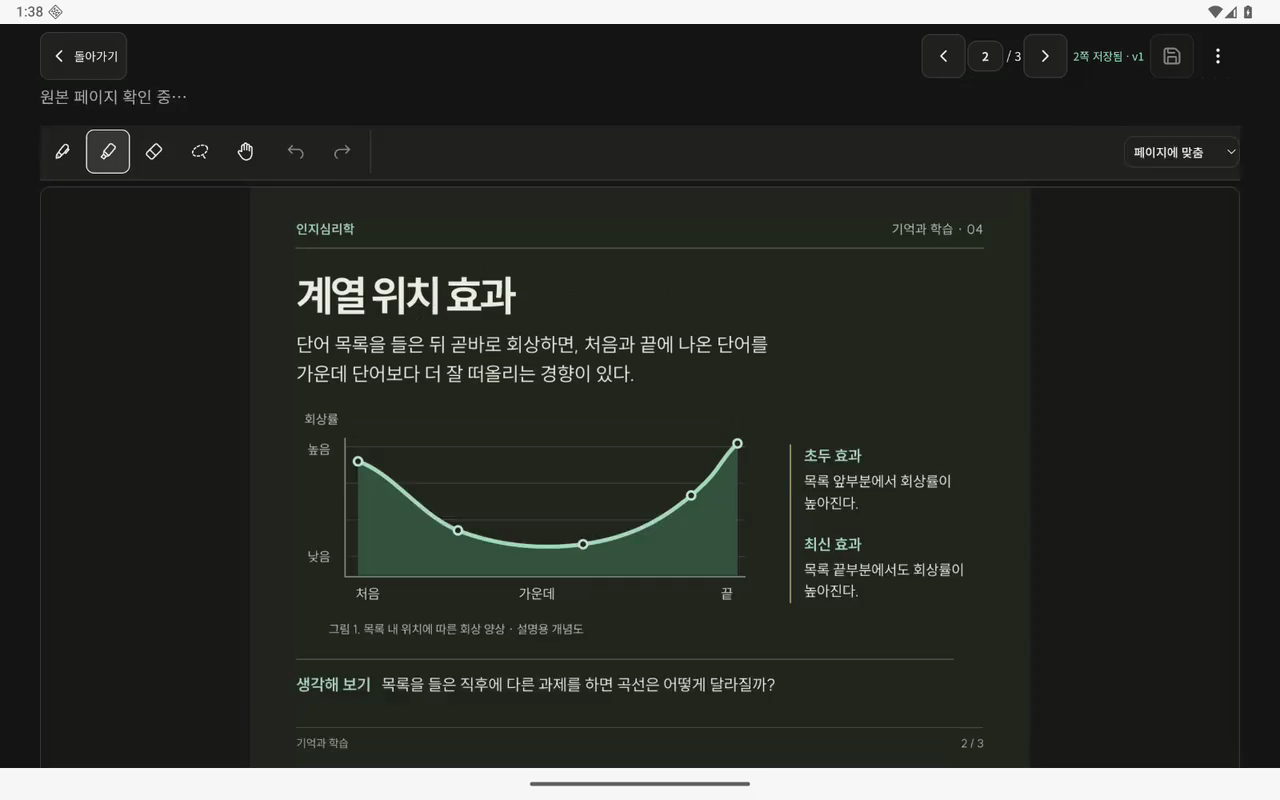 1:38
돌아가기
2 / 3
2쪽 저장됨 · v1
원본 페이지 확인 중…
페이지에 맞춤
인지심리학
기억과 학습 · 04
계열 위치 효과
단어 목록을 들은 뒤 곧바로 회상하면, 처음과 끝에 나온 단어를
가운데 단어보다 더 잘 떠올리는 경향이 있다.
회상률
높음
낮음
처음
가운데
끝
그림 1. 목록 내 위치에 따른 회상 양상 · 설명용 개념도
초두 효과
목록 앞부분에서 회상률이
높아진다.
최신 효과
목록 끝부분에서도 회상률이
높아진다.
생각해 보기 목록을 들은 직후에 다른 과제를 하면 곡선은 어떻게 달라질까?
기억과 학습
2 / 3